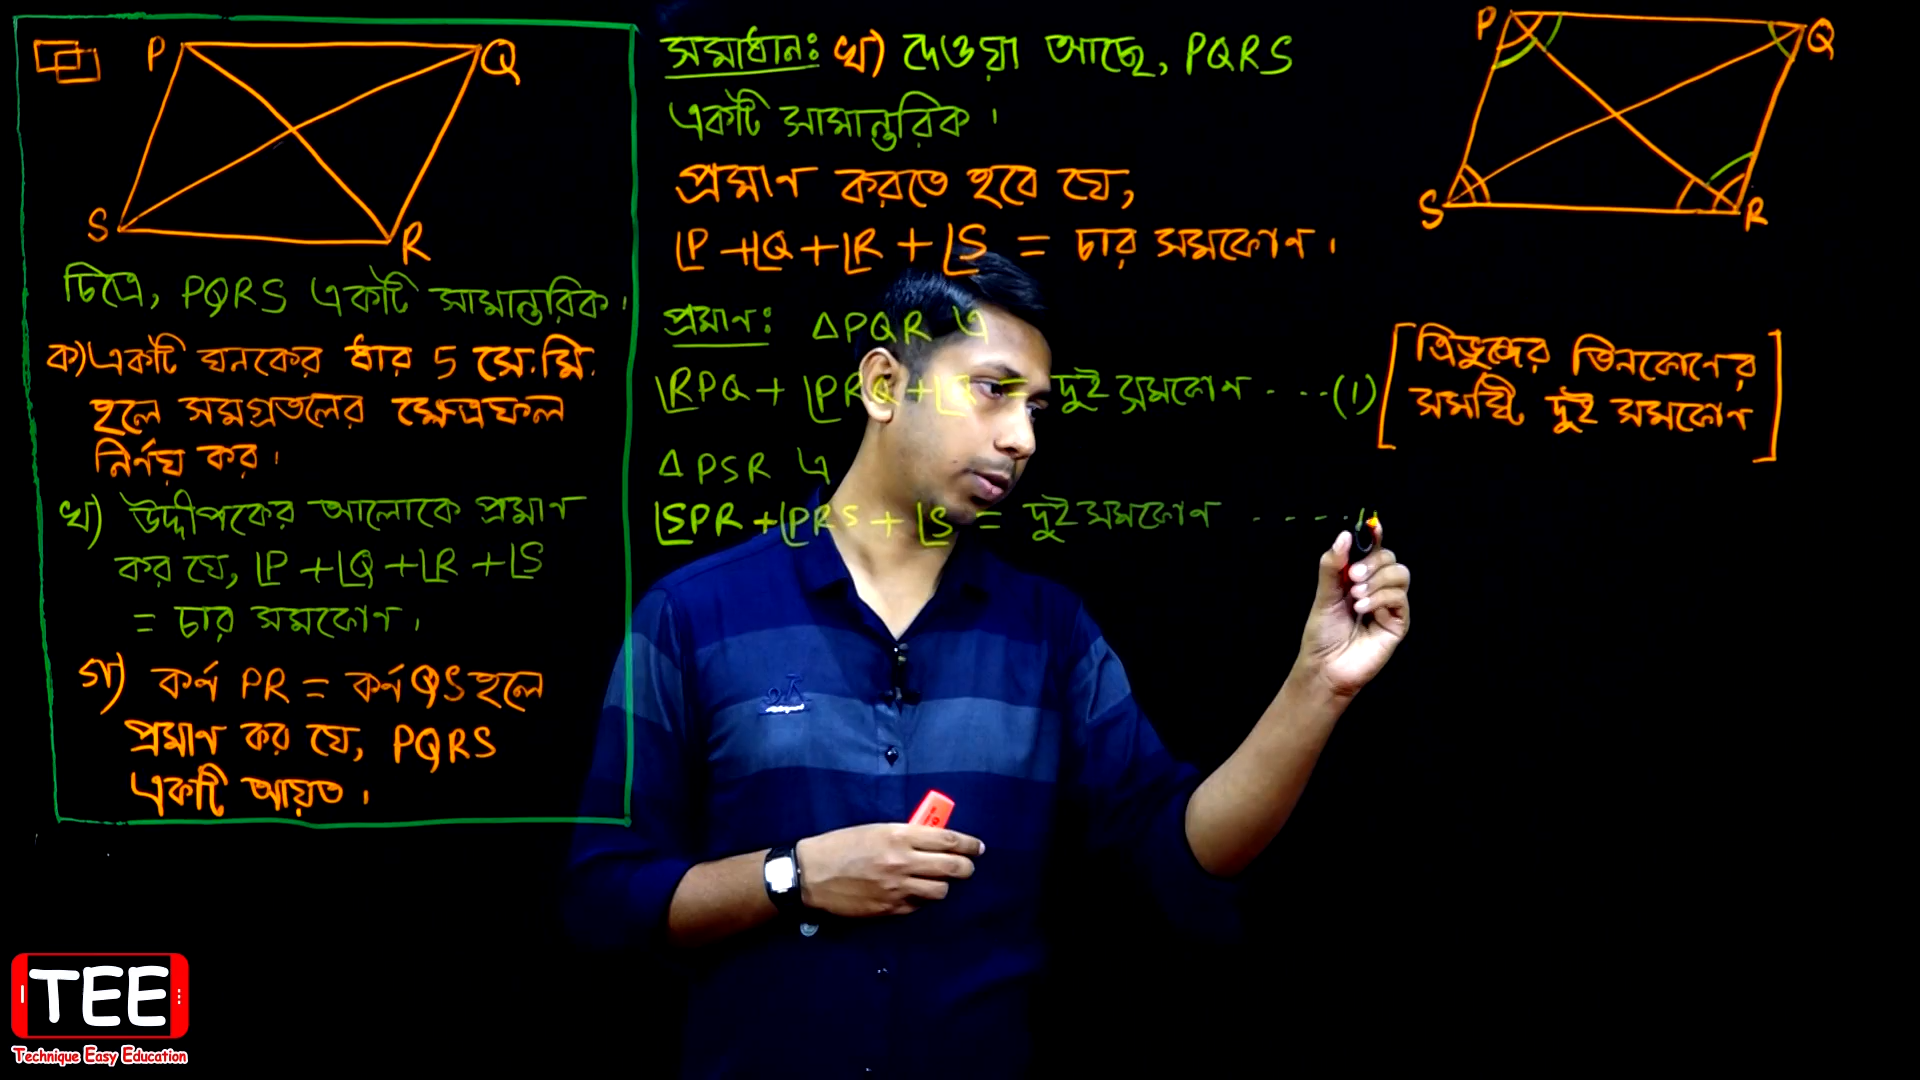 P
Q
S
R
চিত্রে, PQRS একটি সামান্তরিক।
ক) একটি ঘনকের ধার 5 সে.মি.
হলে সমগ্রতলের ক্ষেত্রফল
নির্ণয় কর।
খ) উদ্দীপকের আলোকে প্রমাণ
কর যে, ∠P +∠Q +∠R +∠S
= চার সমকোণ।
গ) কর্ণ PR = কর্ণ QS হলে
প্রমাণ কর যে, PQRS
একটি আয়ত।
সমাধান: খ) দেওয়া আছে, PQRS
একটি সামান্তরিক।
প্রমাণ করতে হবে যে,
∠P +∠Q +∠R +∠S = চার সমকোণ।
প্রমাণ: ΔPQR এ
∠RPQ + ∠PRQ + = দুই সমকোণ ... (1)
ΔPSR এ
∠SPR +∠PRS + ∠S = দুই সমকোণ ....
P
Q
S
R
[ত্রিভুজের তিনকোণের
সমষ্টি দুই সমকোণ]
TEE
Technique Easy Education